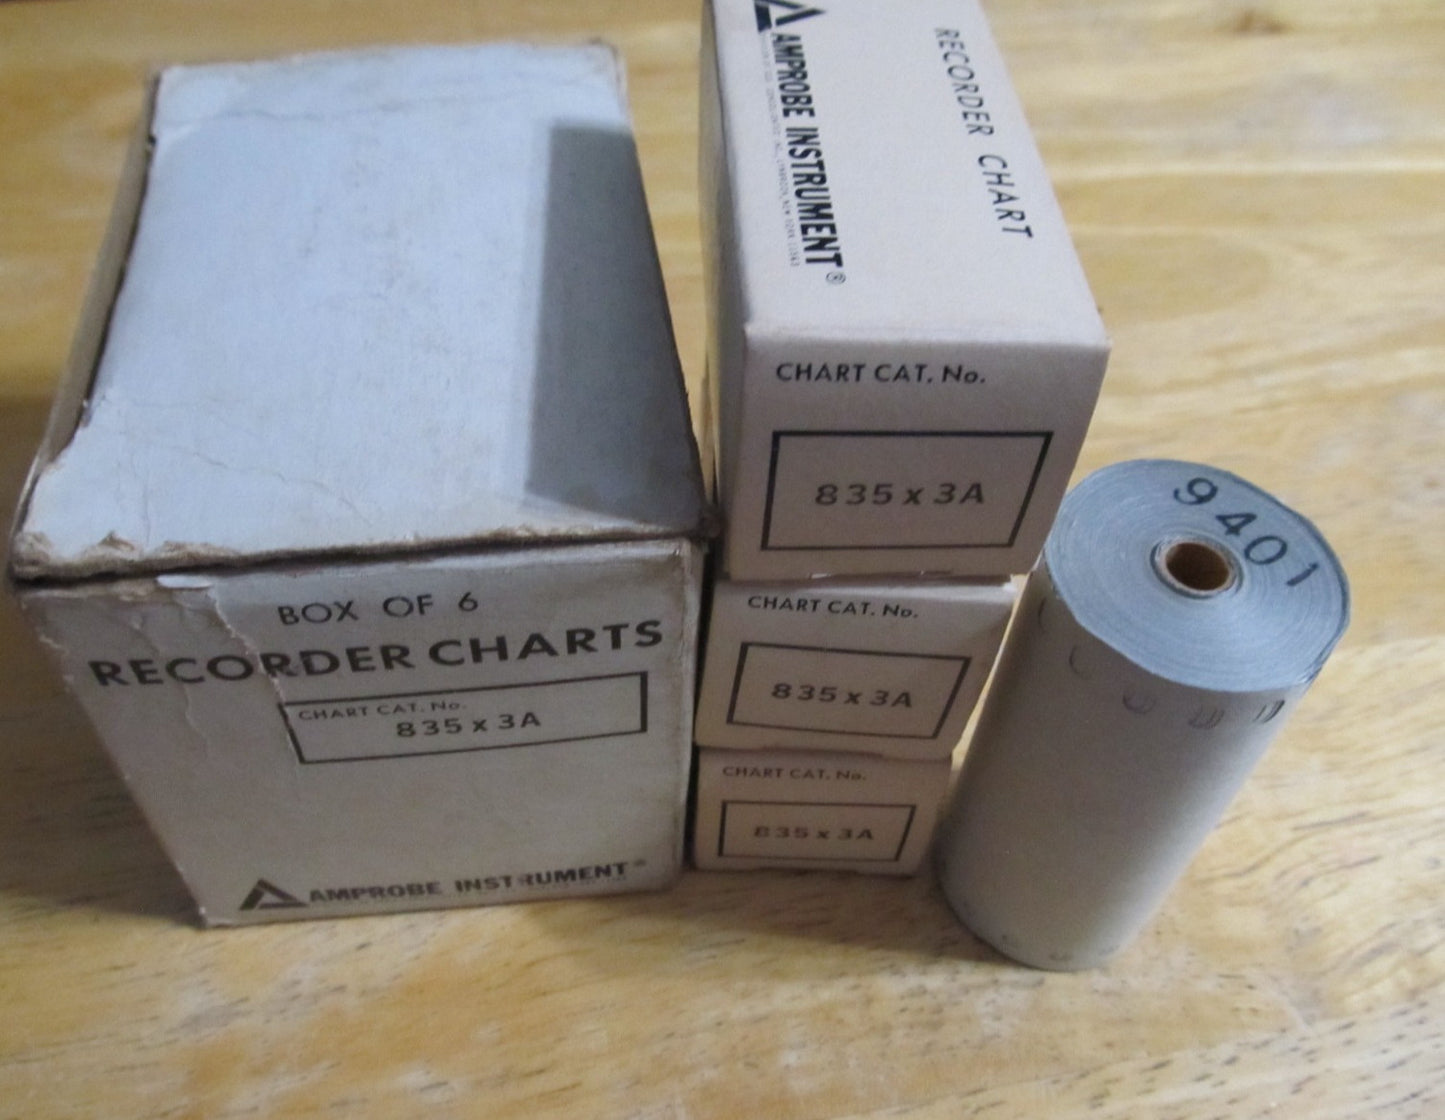 BOX OF 6
RECORDER CHARTS
CHART CAT. No.
835 x 3A
AMPROBE INSTRUMENT®
AMPROBE INSTRUMENT®
RECORDER CHART
CHART CAT. No.
835 x 3A
CHART CAT. No.
835 x 3A
CHART CAT. No.
835 x 3A
9401